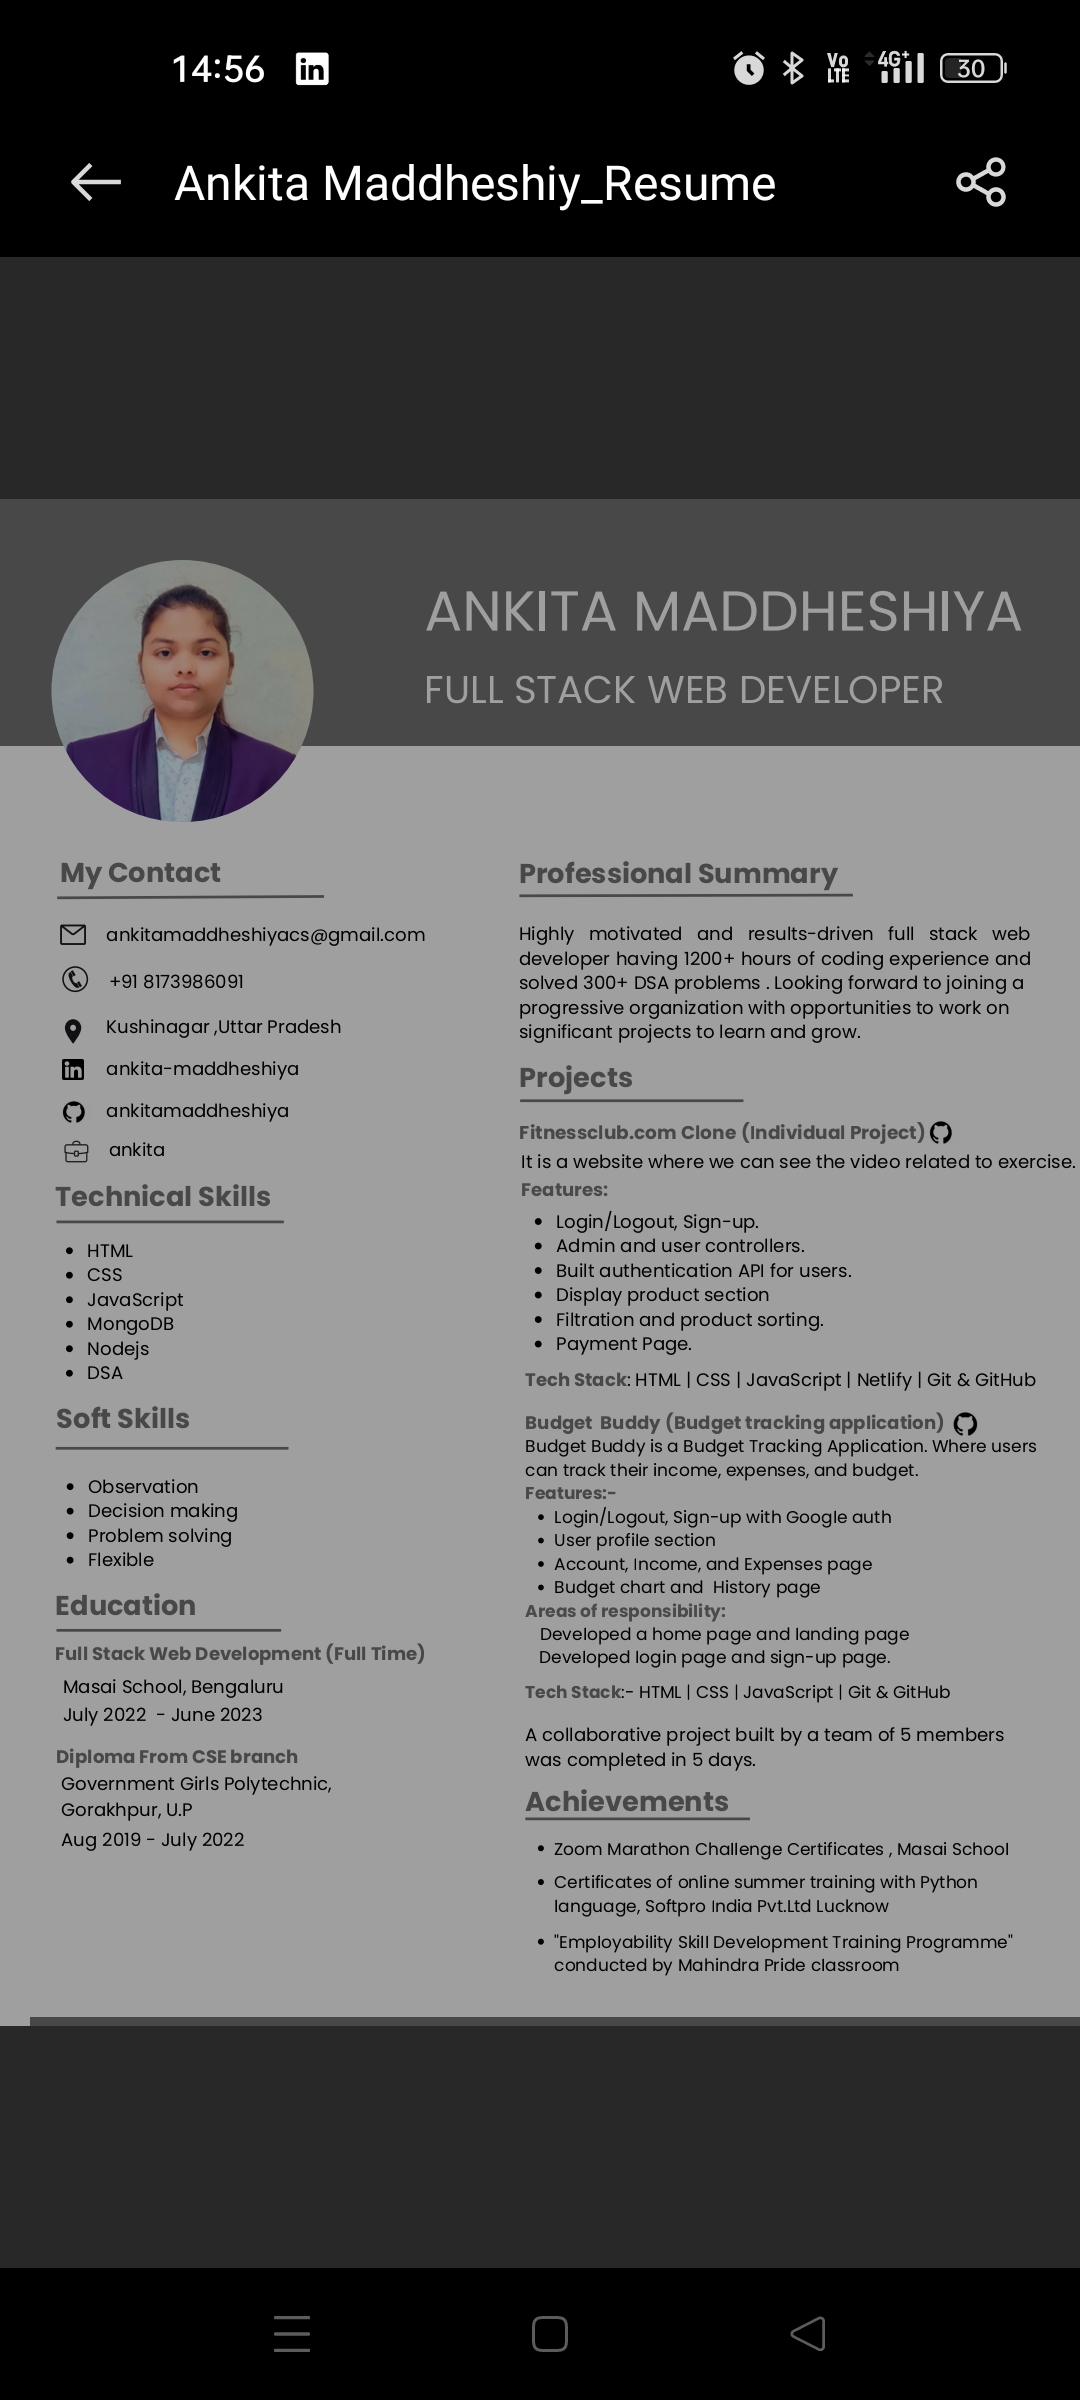 14:56
Vo LTE 4G+ 30
Ankita Maddheshiy_Resume
ANKITA MADDHESHIYA
FULL STACK WEB DEVELOPER
My Contact
ankitamaddheshiyacs@gmail.com
+91 8173986091
Kushinagar ,Uttar Pradesh
ankita-maddheshiya
ankitamaddheshiya
ankita
Technical Skills
HTML
CSS
JavaScript
MongoDB
Nodejs
DSA
Soft Skills
Observation
Decision making
Problem solving
Flexible
Education
Full Stack Web Development (Full Time)
Masai School, Bengaluru
July 2022 - June 2023
Diploma From CSE branch
Government Girls Polytechnic,
Gorakhpur, U.P
Aug 2019 - July 2022
Professional Summary
Highly motivated and results-driven full stack web
developer having 1200+ hours of coding experience and
solved 300+ DSA problems . Looking forward to joining a
progressive organization with opportunities to work on
significant projects to learn and grow.
Projects
Fitnessclub.com Clone (Individual Project)
It is a website where we can see the video related to exercise.
Features:
Login/Logout, Sign-up.
Admin and user controllers.
Built authentication API for users.
Display product section
Filtration and product sorting.
Payment Page.
Tech Stack: HTML | CSS | JavaScript | Netlify | Git & GitHub
Budget Buddy (Budget tracking application)
Budget Buddy is a Budget Tracking Application. Where users
can track their income, expenses, and budget.
Features:-
Login/Logout, Sign-up with Google auth
User profile section
Account, Income, and Expenses page
Budget chart and History page
Areas of responsibility:
Developed a home page and landing page
Developed login page and sign-up page.
Tech Stack:- HTML | CSS | JavaScript | Git & GitHub
A collaborative project built by a team of 5 members
was completed in 5 days.
Achievements
Zoom Marathon Challenge Certificates , Masai School
Certificates of online summer training with Python
language, Softpro India Pvt.Ltd Lucknow
"Employability Skill Development Training Programme"
conducted by Mahindra Pride classroom